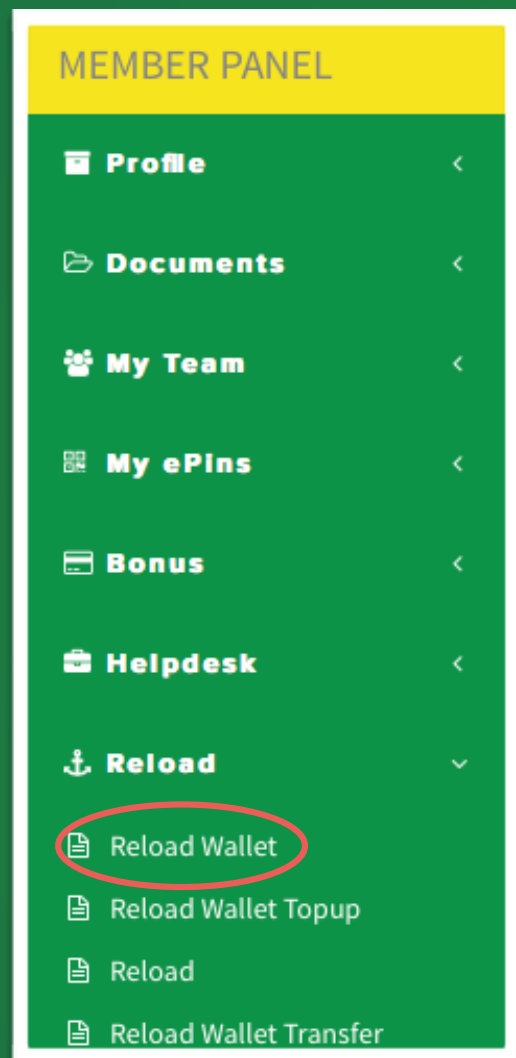 MEMBER PANEL
Profile
Documents
My Team
My ePins
Bonus
Helpdesk
Reload
Reload Wallet
Reload Wallet Topup
Reload
Reload Wallet Transfer